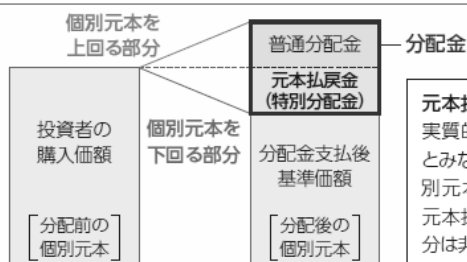 個別元本を
上回る部分
普通分配金
分配金
元本払戻金
(特別分配金)
投資者の
購入価額
個別元本を
下回る部分
分配金支払後
基準価額
分配前の
個別元本
分配後の
個別元本
元本払
実質的
とみな
別元本
元本払
分は非